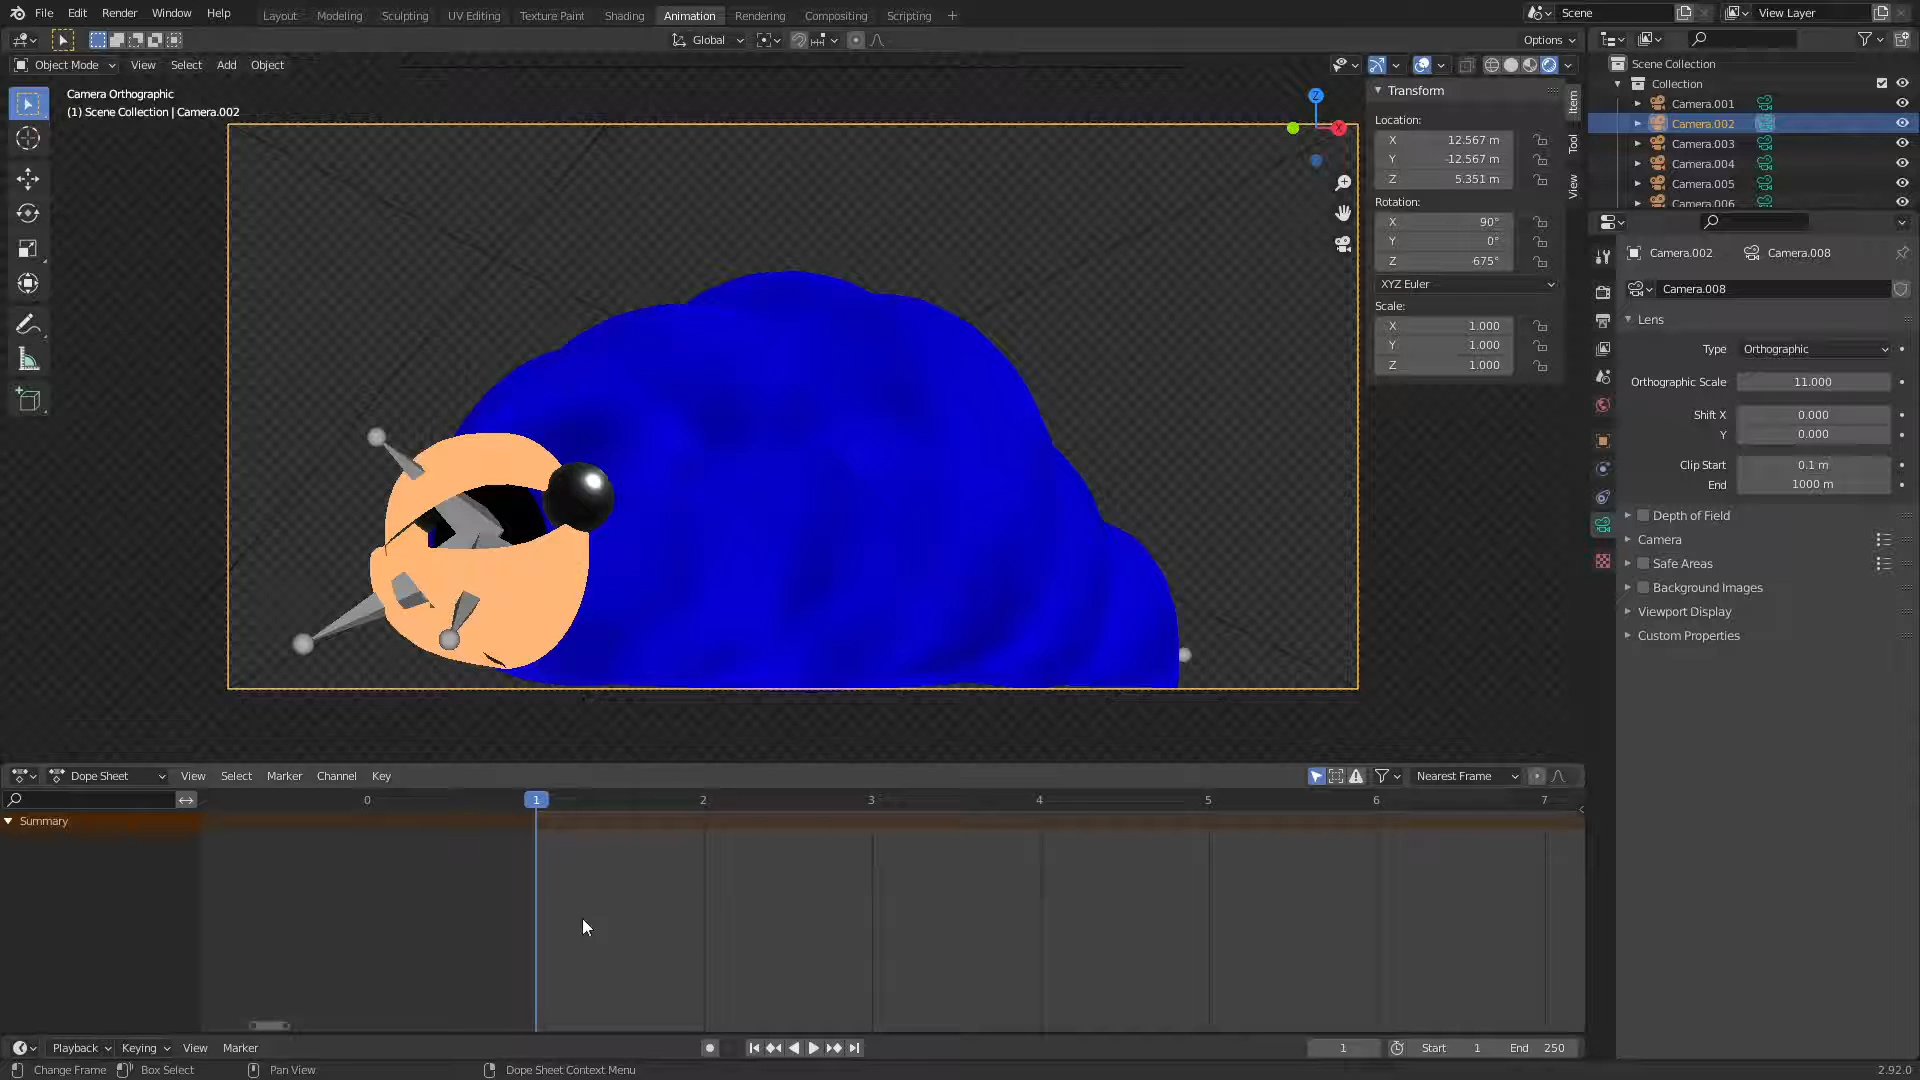 File Edit Render Window Help
Layout Modeling Sculpting UV Editing Texture Paint Shading Animation Rendering Compositing Scripting +
Scene
View Layer
Global
Options
Object Mode View Select Add Object
Camera Orthographic
(1) Scene Collection | Camera.002
Z
X
Transform
Location:
X 12.567 m
Y -12.567 m
Z 5.351 m
Rotation:
X 90°
Y 0°
Z 675°
XYZ Euler
Scale:
X 1.000
Y 1.000
Z 1.000
Item
Tool
View
Scene Collection
Collection
Camera.001
Camera.002
Camera.003
Camera.004
Camera.005
Camera.006
Camera.002 Camera.008
Camera.008
Lens
Type Orthographic
Orthographic Scale 11.000
Shift X 0.000
Y 0.000
Clip Start 0.1 m
End 1000 m
Depth of Field
Camera
Safe Areas
Background Images
Viewport Display
Custom Properties
Dope Sheet View Select Marker Channel Key
Nearest Frame
0 1 2 3 4 5 6 7
Summary
Playback Keying View Marker
1 Start 1 End 250
Change Frame Box Select Pan View Dope Sheet Context Menu
2.92.0